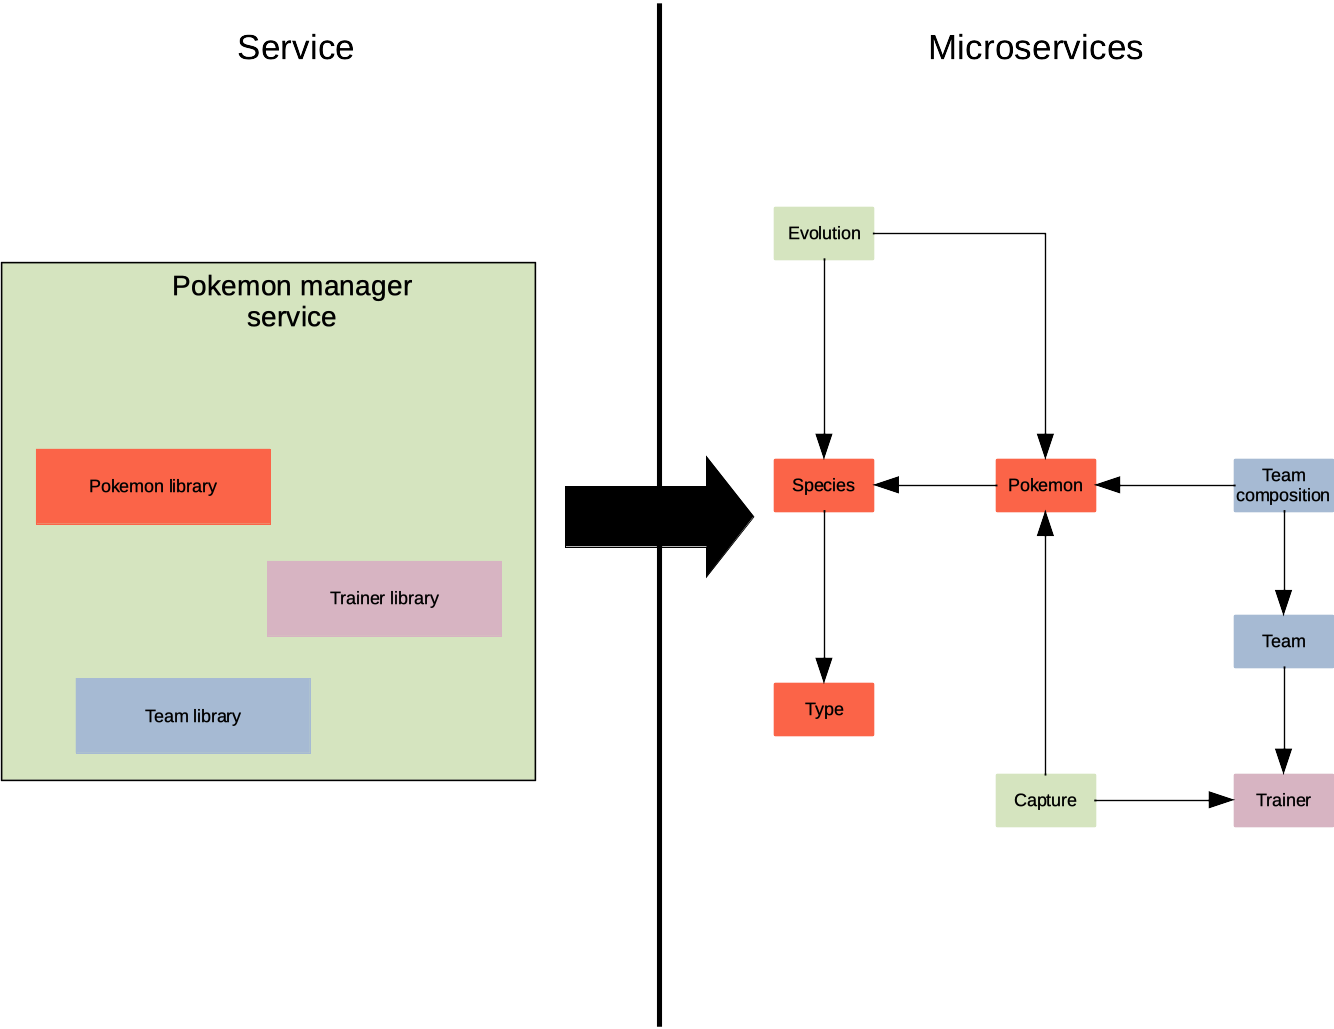 Service
Pokemon manager
service
Pokemon library
Trainer library
Team library
Microservices
Evolution
Species
Pokemon
Team
composition
Team
Type
Capture
Trainer